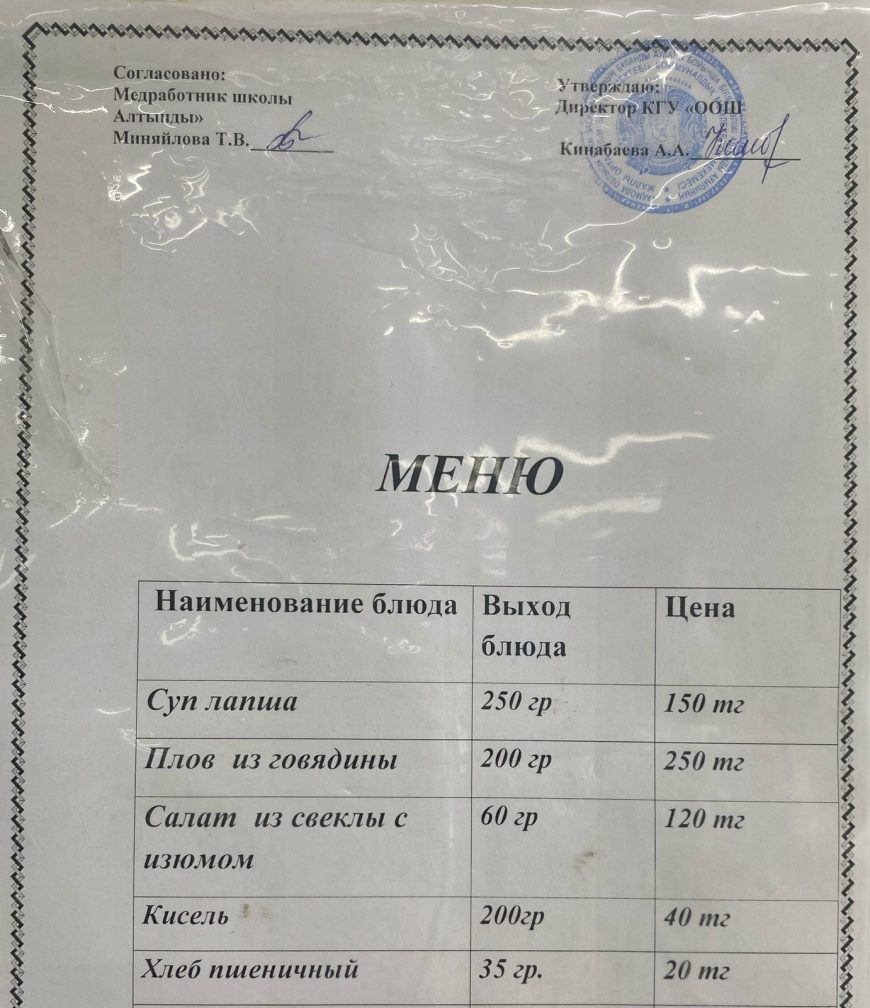 Согласовано:
Медработник школы
Алтынды»
Миняйлова Т.В.
Утверждаю:
Директор КГУ «ООШ
Кинабаева А.А.
МЕНЮ
Наименование блюда Выход блюда Цена
Суп лапша 250 гр 150 тг
Плов из говядины 200 гр 250 тг
Салат из свеклы с изюмом 60 гр 120 тг
Кисель 200гр 40 тг
Хлеб пшеничный 35 гр. 20 тг